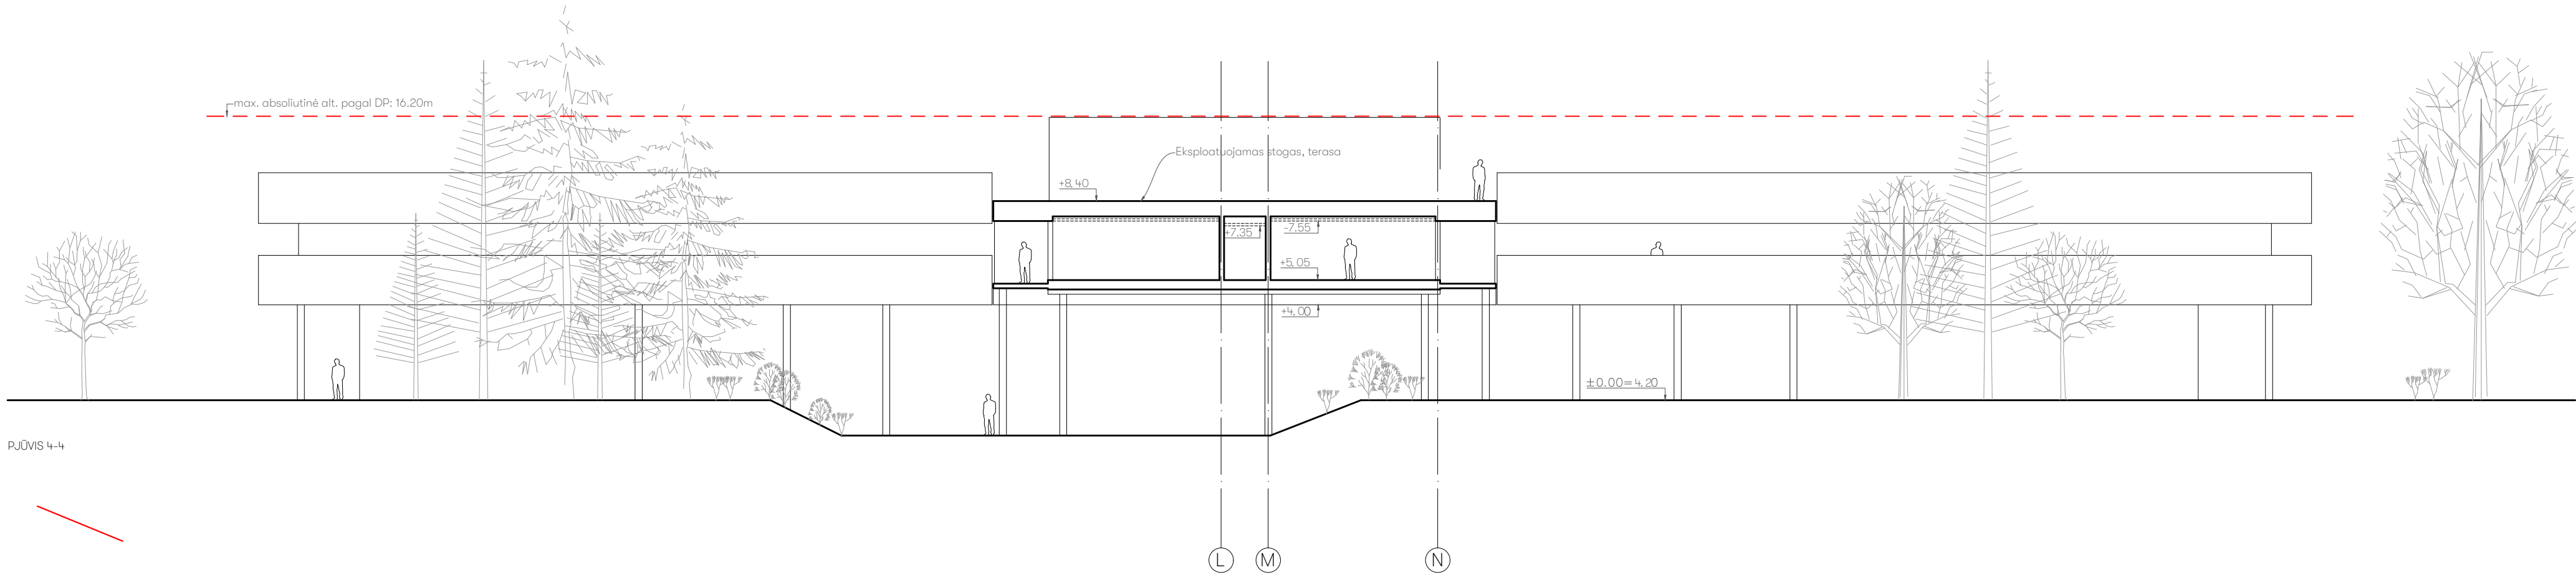 max. absoliutinė alt. pagal DP: 16.20m
Eksploatuojamas stogas, terasa
+8,40
+7.35
-7.55
+5,05
+4,00
±0.00=4,20
PJŪVIS 4-4
L
M
N